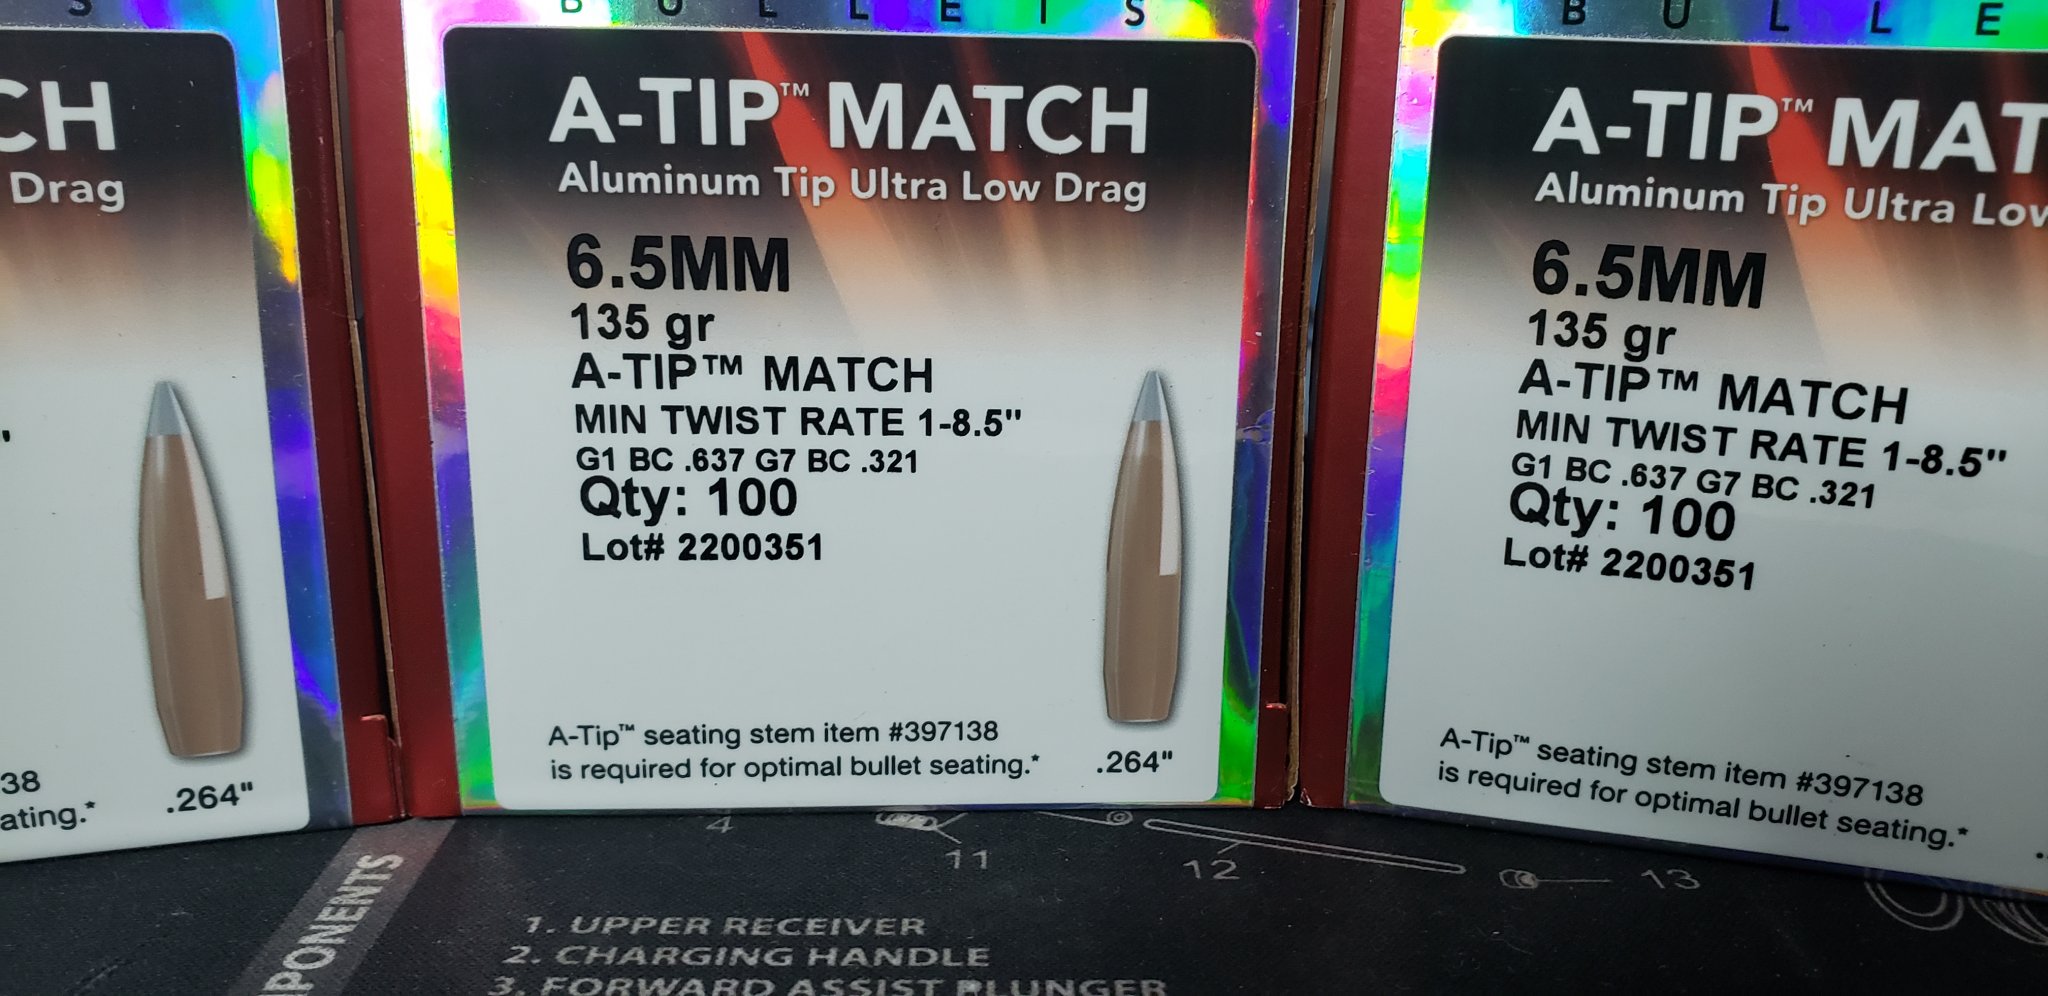 S
CH
Drag
"
38
ating.*
.264"
BULLETS
A-TIP™ MATCH
Aluminum Tip Ultra Low Drag
6.5MM
135 gr
A-TIP™ MATCH
MIN TWIST RATE 1-8.5"
G1 BC .637 G7 BC .321
Qty: 100
Lot# 2200351
A-Tip™ seating stem item #397138
is required for optimal bullet seating.*
.264"
BULLE
A-TIP™ MAT
Aluminum Tip Ultra Low
6.5MM
135 gr
A-TIP™ MATCH
MIN TWIST RATE 1-8.5"
G1 BC .637 G7 BC .321
Qty: 100
Lot# 2200351
A-Tip™ seating stem item #397138
is required for optimal bullet seating.*
4
11
12
13
PONENTS
1. UPPER RECEIVER
2. CHARGING HANDLE
3. FORWARD ASSIST PLUNGER